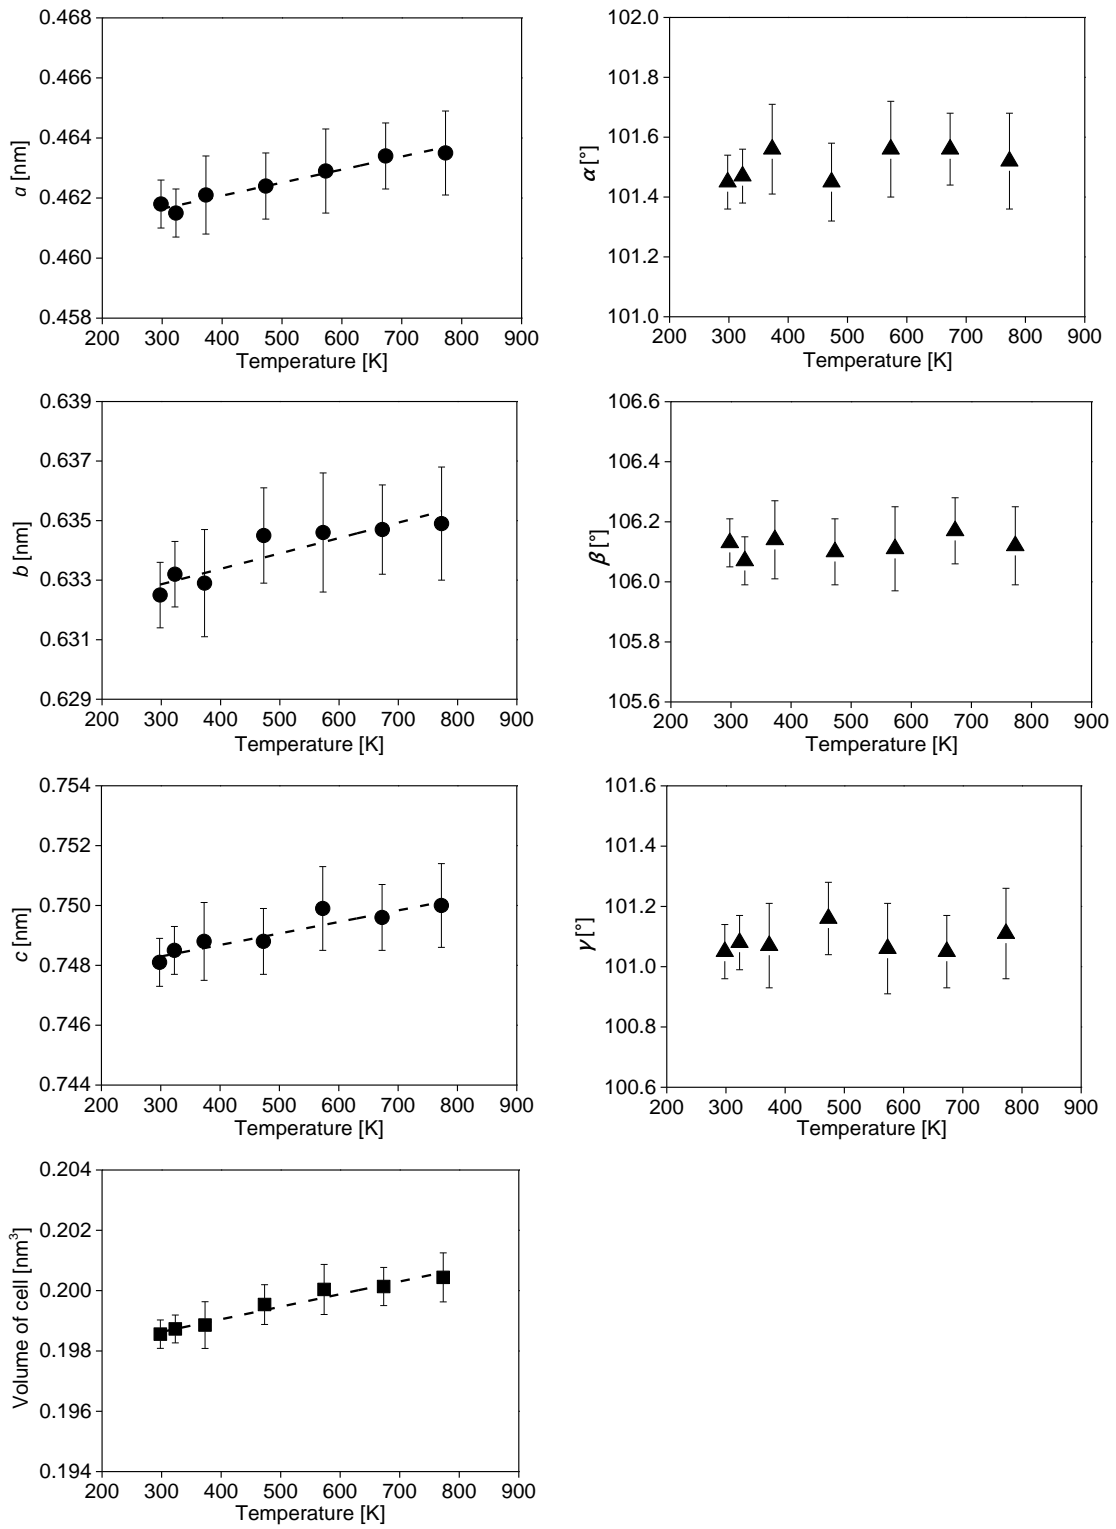 0.468
0.466
0.464
0.462
0.460
0.458
a [nm]
200 300 400 500 600 700 800 900
Temperature [K]
102.0
101.8
101.6
101.4
101.2
101.0
α [°]
200 300 400 500 600 700 800 900
Temperature [K]
0.639
0.637
0.635
0.633
0.631
0.629
b [nm]
200 300 400 500 600 700 800 900
Temperature [K]
106.6
106.4
106.2
106.0
105.8
105.6
β [°]
200 300 400 500 600 700 800 900
Temperature [K]
0.754
0.752
0.750
0.748
0.746
0.744
c [nm]
200 300 400 500 600 700 800 900
Temperature [K]
101.6
101.4
101.2
101.0
100.8
100.6
γ [°]
200 300 400 500 600 700 800 900
Temperature [K]
0.204
0.202
0.200
0.198
0.196
0.194
Volume of cell [nm³]
200 300 400 500 600 700 800 900
Temperature [K]